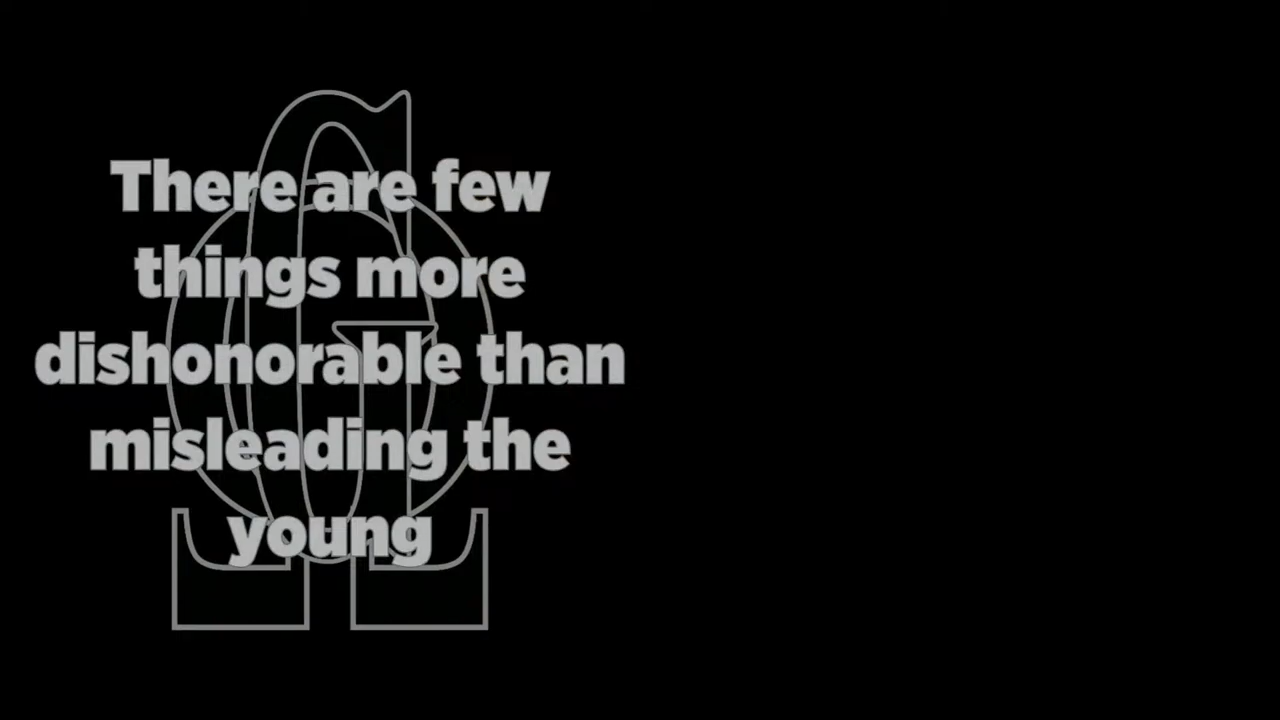 There are few
things more
dishonorable than
misleading the
young